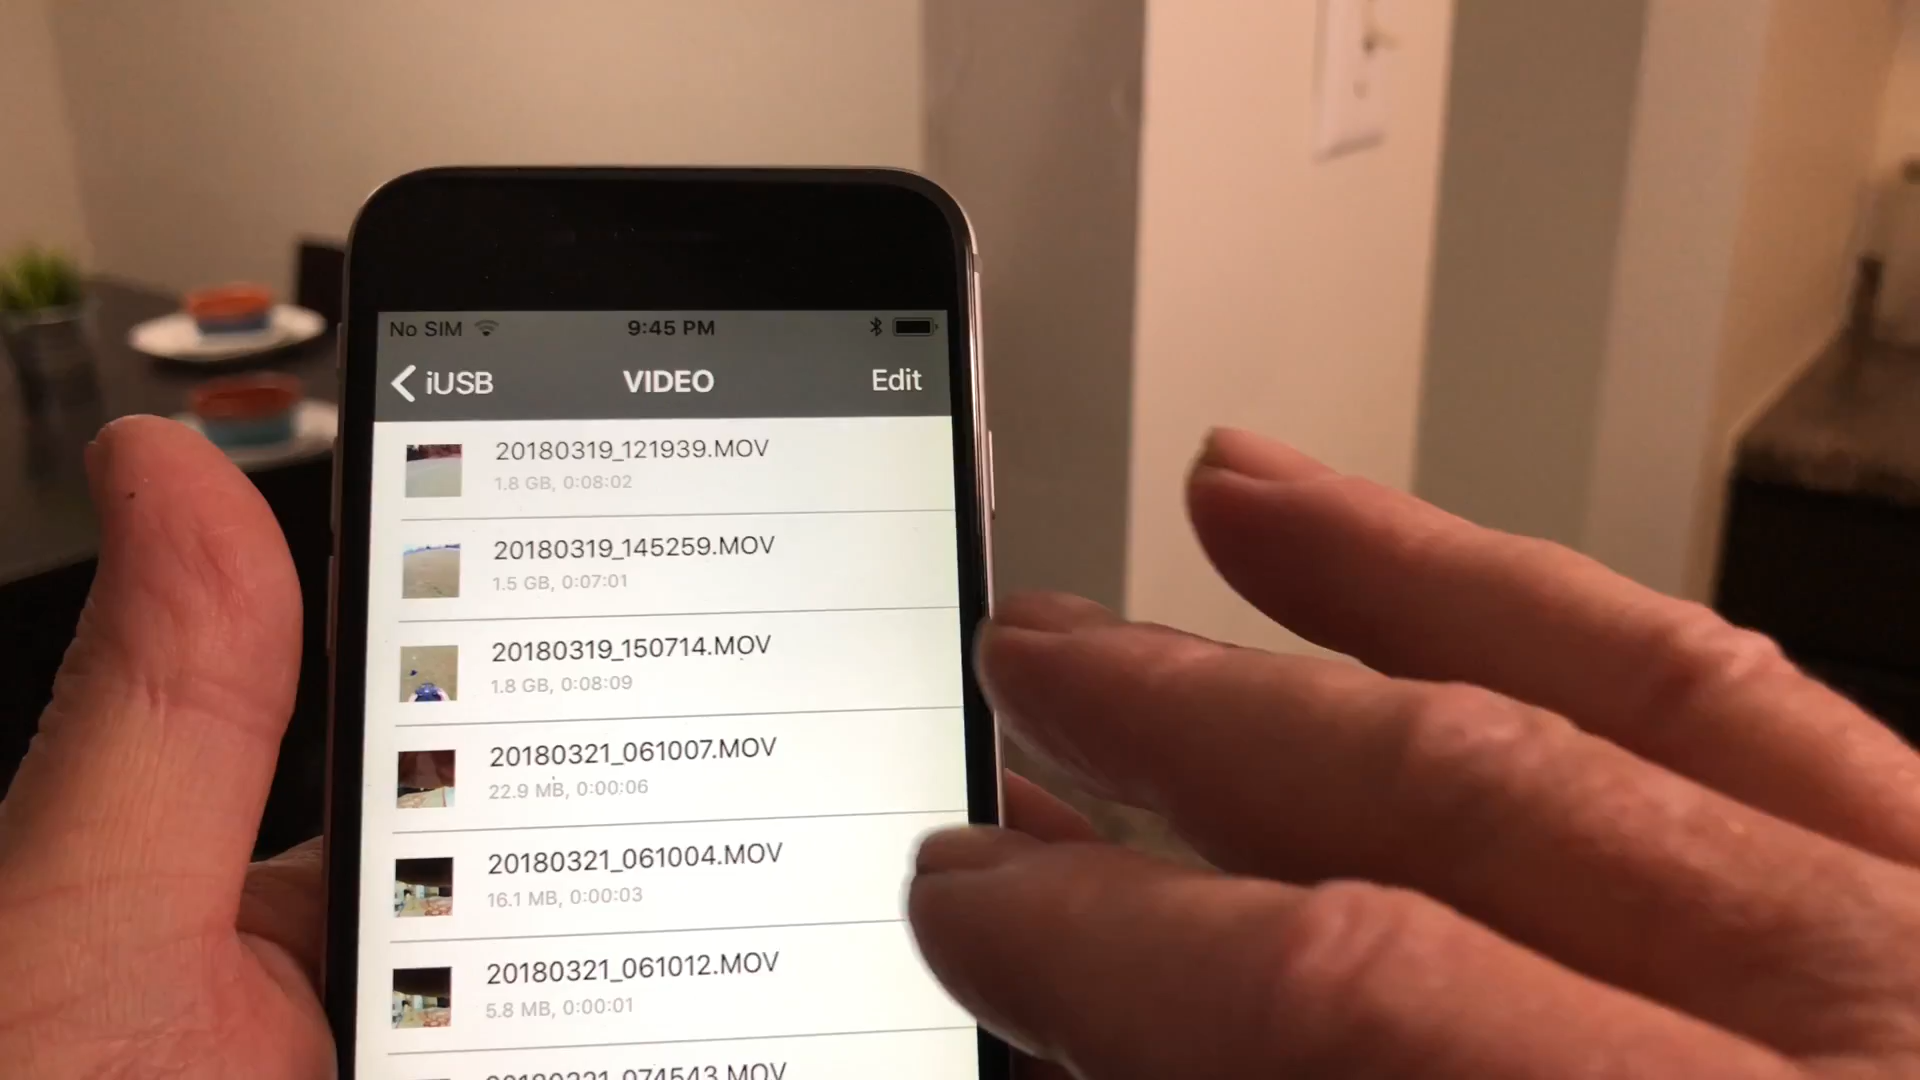 No SIM 9:45 PM
iUSB VIDEO Edit
20180319_121939.MOV
1.8 GB, 0:08:02
20180319_145259.MOV
1.5 GB, 0:07:01
20180319_150714.MOV
1.8 GB, 0:08:09
20180321_061007.MOV
22.9 MB, 0:00:06
20180321_061004.MOV
16.1 MB, 0:00:03
20180321_061012.MOV
5.8 MB, 0:00:01
20180321_074543.MOV